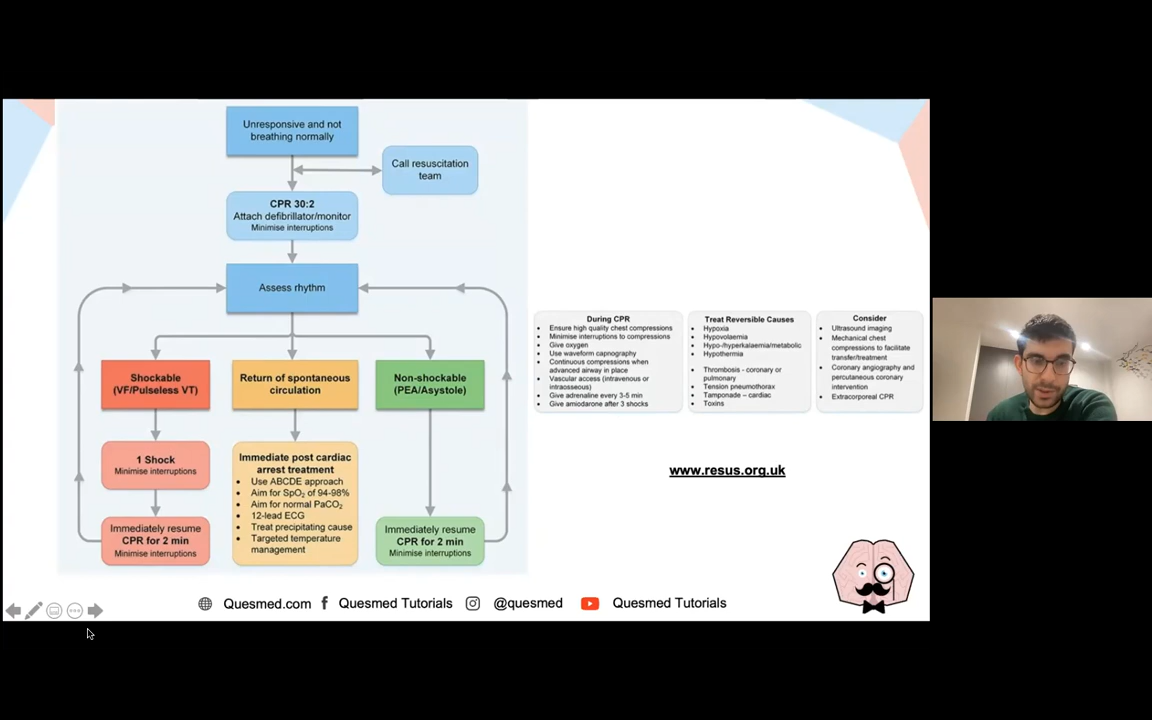 Unresponsive and not
breathing normally
Call resuscitation
team
CPR 30:2
Attach defibrillator/monitor
Minimise interruptions
Assess rhythm
Shockable
(VF/Pulseless VT)
Return of spontaneous
circulation
Non-shockable
(PEA/Asystole)
1 Shock
Minimise interruptions
Immediately resume
CPR for 2 min
Minimise interruptions
Immediate post cardiac
arrest treatment
• Use ABCDE approach
• Aim for SpO₂ of 94-98%
• Aim for normal PaCO₂
• 12-lead ECG
• Treat precipitating cause
• Targeted temperature
management
Immediately resume
CPR for 2 min
Minimise interruptions
During CPR
• Ensure high quality chest compressions
• Minimise interruptions to compressions
• Give oxygen
• Use waveform capnography
• Continuous compressions when
advanced airway in place
• Vascular access (intravenous or
intraosseous)
• Give adrenaline every 3-5 min
• Give amiodarone after 3 shocks
Treat Reversible Causes
• Hypoxia
• Hypovolaemia
• Hypo-/hyperkalaemia/metabolic
• Hypothermia
• Thrombosis - coronary or
pulmonary
• Tension pneumothorax
• Tamponade – cardiac
• Toxins
Consider
• Ultrasound imaging
• Mechanical chest
compressions to facilitate
transfer/treatment
• Coronary angiography and
percutaneous coronary
intervention
• Extracorporeal CPR
www.resus.org.uk
Quesmed.com
Quesmed Tutorials
@quesmed
Quesmed Tutorials